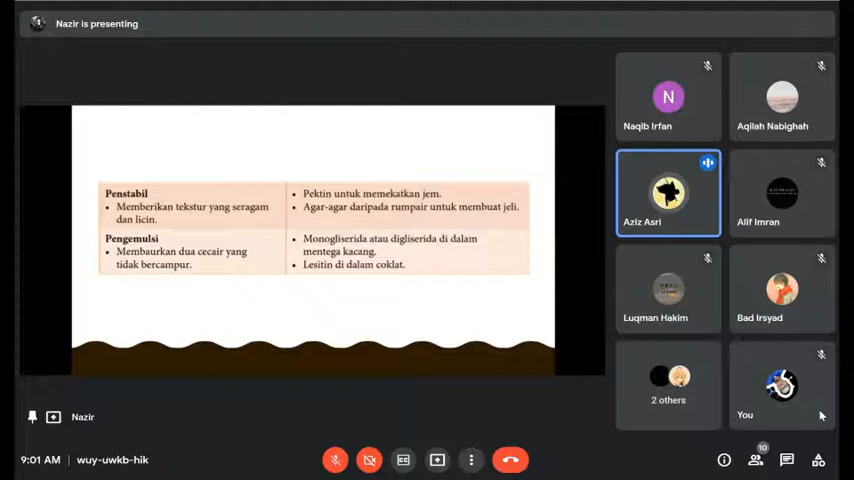 Nazir is presenting
Penstabil
• Memberikan tekstur yang seragam
dan licin.
• Pektin untuk memekatkan jem.
• Agar-agar daripada rumpair untuk membuat jeli.
Pengemulsi
• Membaurkan dua cecair yang
tidak bercampur.
• Monogliserida atau digliserida di dalam
mentega kacang.
• Lesitin di dalam coklat.
N
Naqib Irfan
Aqilah Nabighah
Aziz Asri
Alif Imran
Luqman Hakim
Bad Irsyad
2 others
You
Nazir
9:01 AM | wuy-uwkb-hik
10